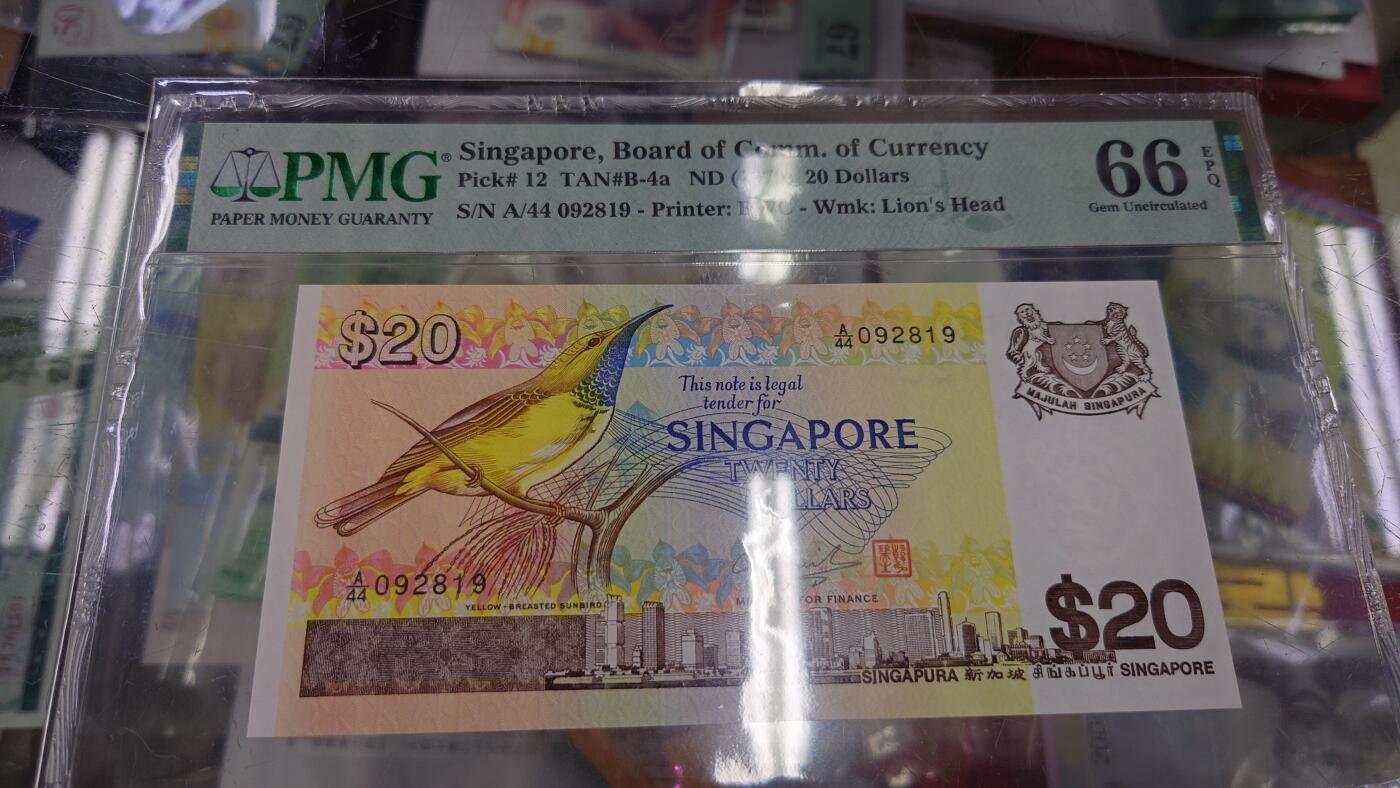 PMG®
PAPER MONEY GUARANTY
Singapore, Board of Comm. of Currency
Pick# 12 TAN#B-4a ND 20 Dollars
S/N A/44 092819 - Printer: - Wmk: Lion's Head
66
EPQ
Gem Uncirculated
$20
A/44 092819
This note is legal
tender for
SINGAPORE
TWENTY
MAJULAH SINGAPURA
A/44 092819
YELLOW-BREASTED SUNBIRD
FOR FINANCE
$20
SINGAPURA 新加坡 சிங்கப்பூர் SINGAPORE